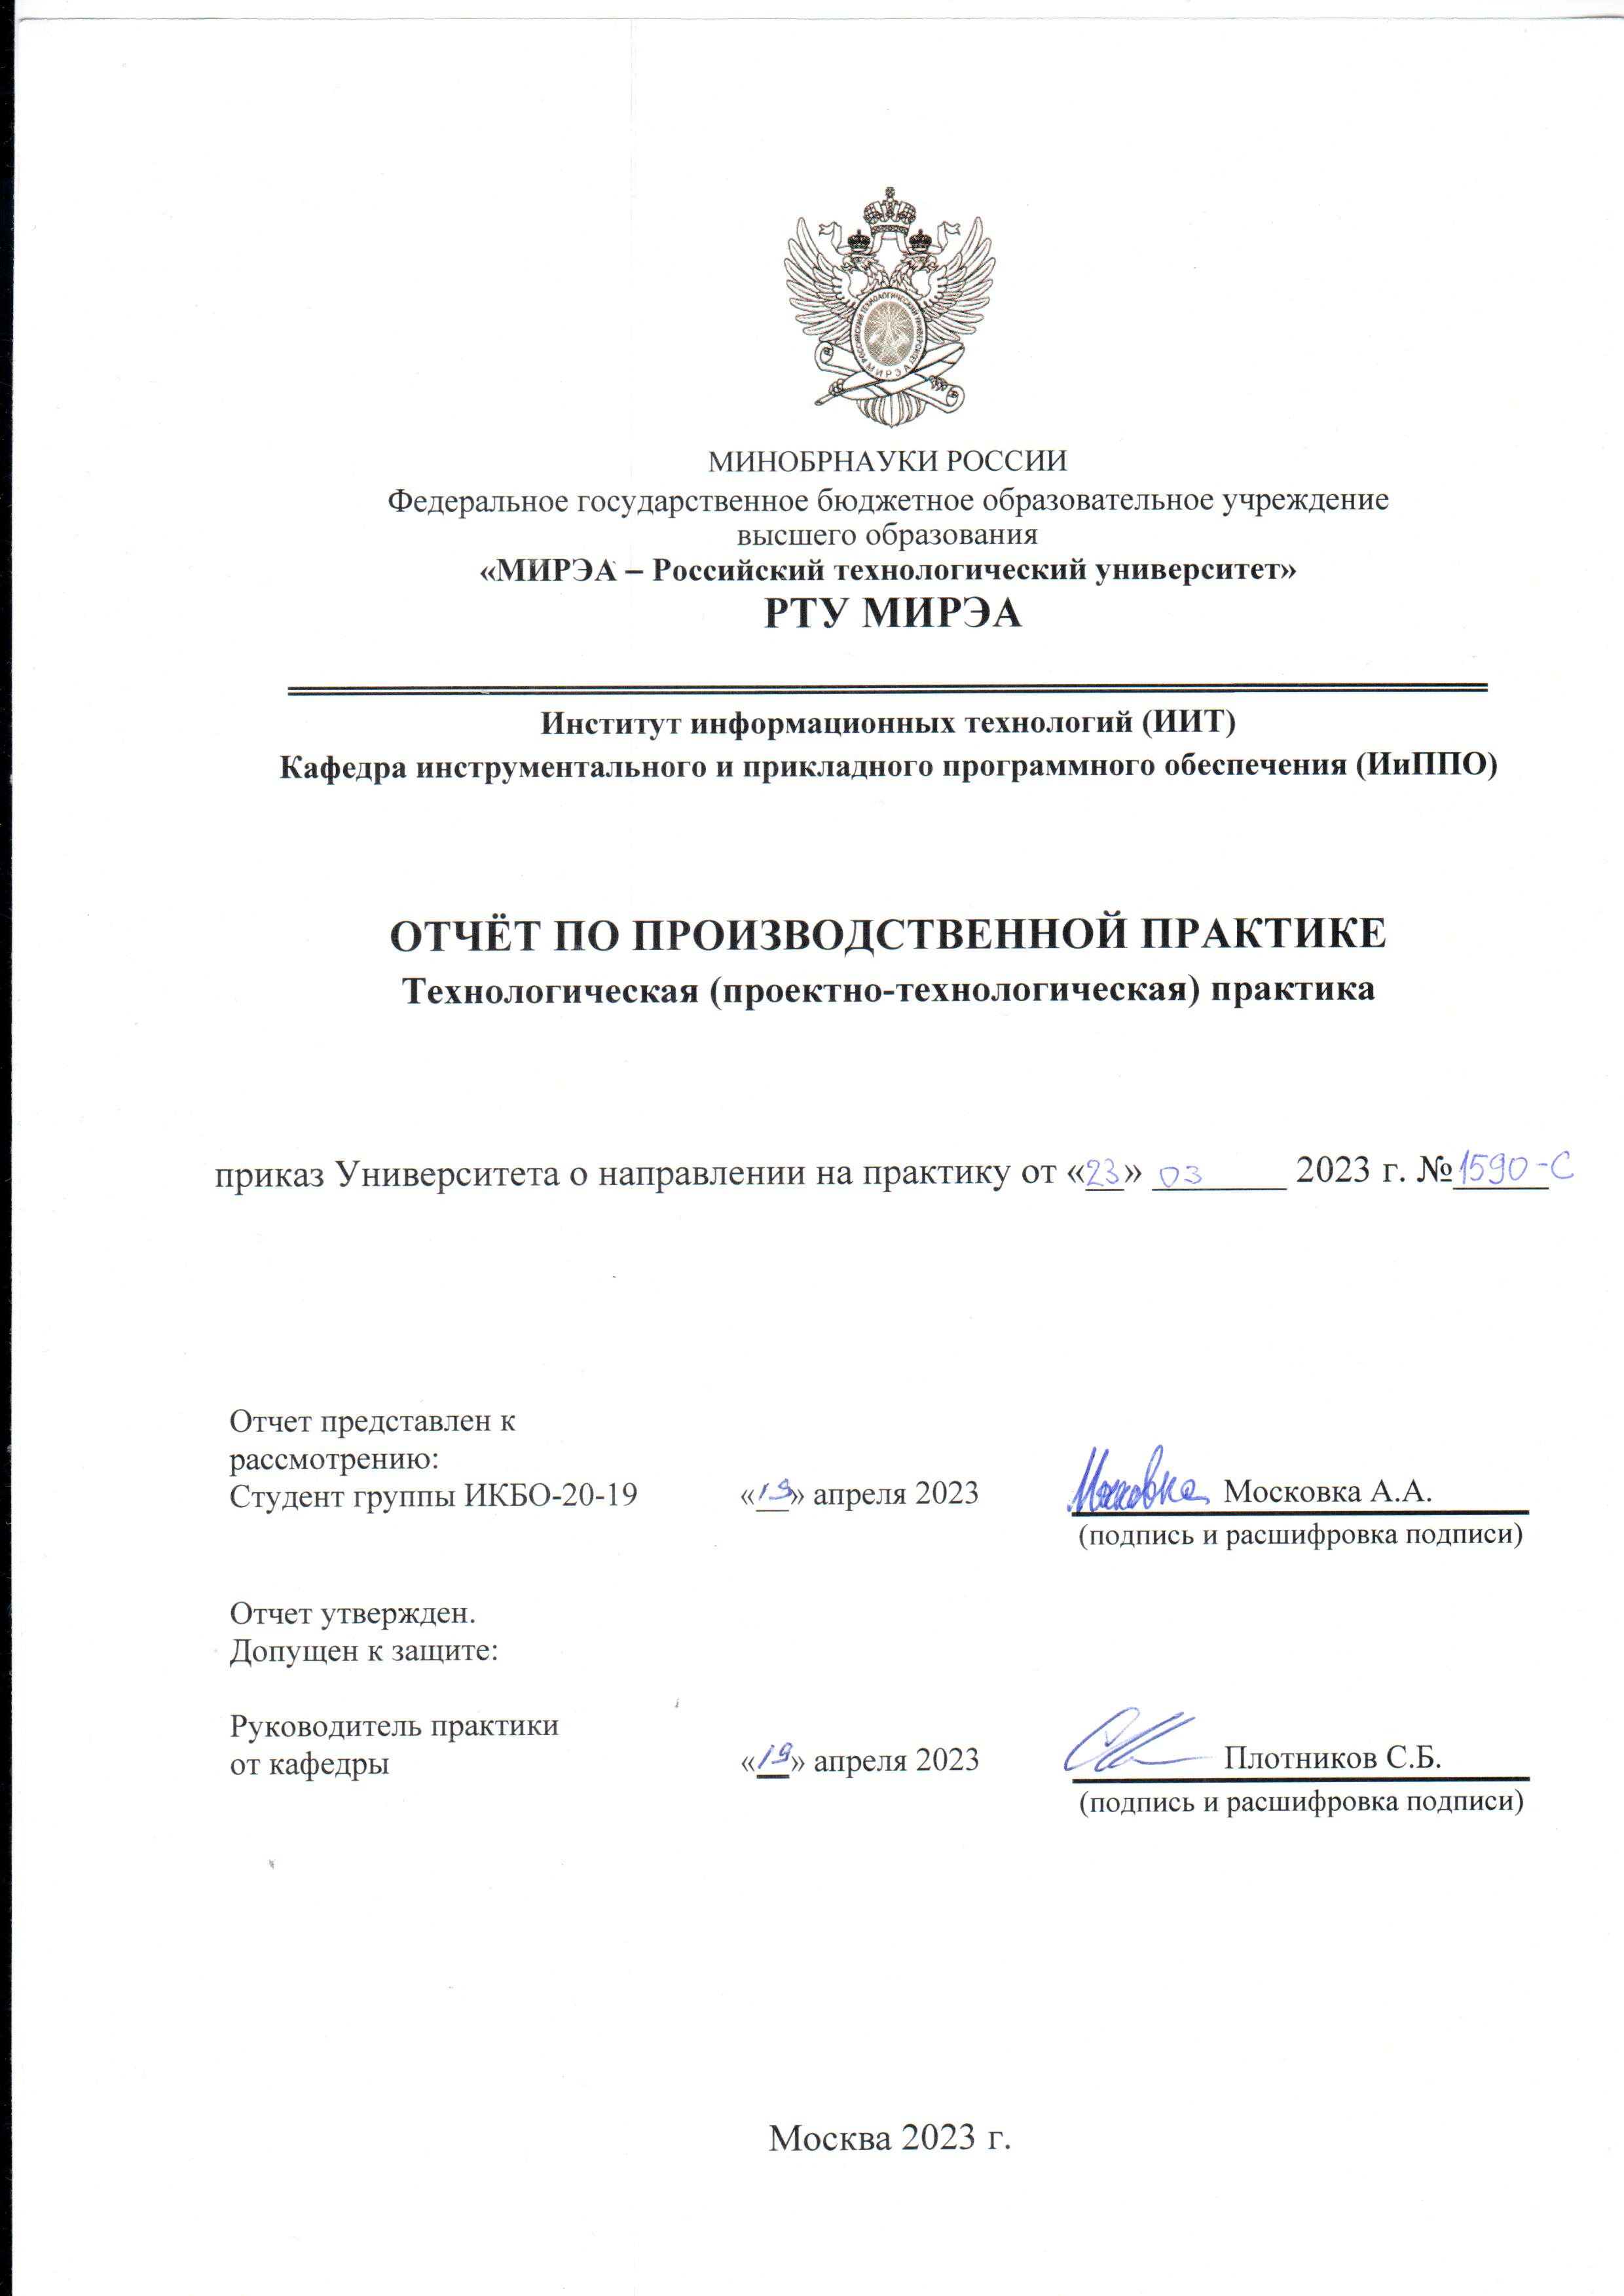 РОССИЙСКИЙ ТЕХНОЛОГИЧЕСКИЙ УНИВЕРСИТЕТ
МИРЭА
МИНОБРНАУКИ РОССИИ
Федеральное государственное бюджетное образовательное учреждение
высшего образования
«МИРЭА – Российский технологический университет»
РТУ МИРЭА
Институт информационных технологий (ИИТ)
Кафедра инструментального и прикладного программного обеспечения (ИиППО)
ОТЧЁТ ПО ПРОИЗВОДСТВЕННОЙ ПРАКТИКЕ
Технологическая (проектно-технологическая) практика
приказ Университета о направлении на практику от «23» 03 2023 г. №1590-С
Отчет представлен к
рассмотрению:
Студент группы ИКБО-20-19 «19» апреля 2023 Московка Московка А.А.
(подпись и расшифровка подписи)
Отчет утвержден.
Допущен к защите:
Руководитель практики
от кафедры «19» апреля 2023 Плотников С.Б.
(подпись и расшифровка подписи)
Москва 2023 г.